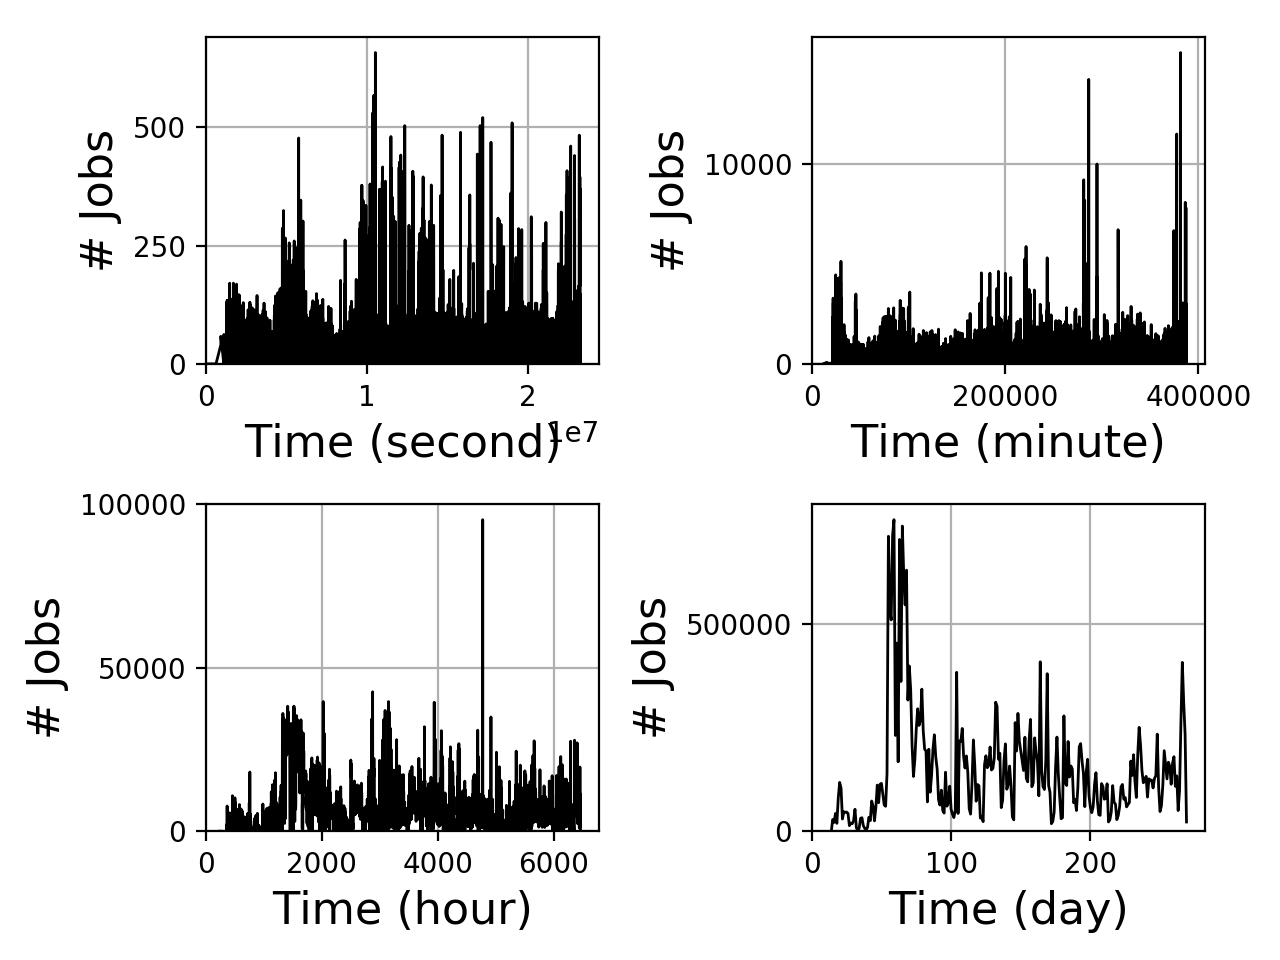 # Jobs
500
250
0
0 1 2
1e7
Time (second)
# Jobs
10000
0
0 200000 400000
Time (minute)
# Jobs
100000
50000
0
0 2000 4000 6000
Time (hour)
# Jobs
500000
0
0 100 200
Time (day)